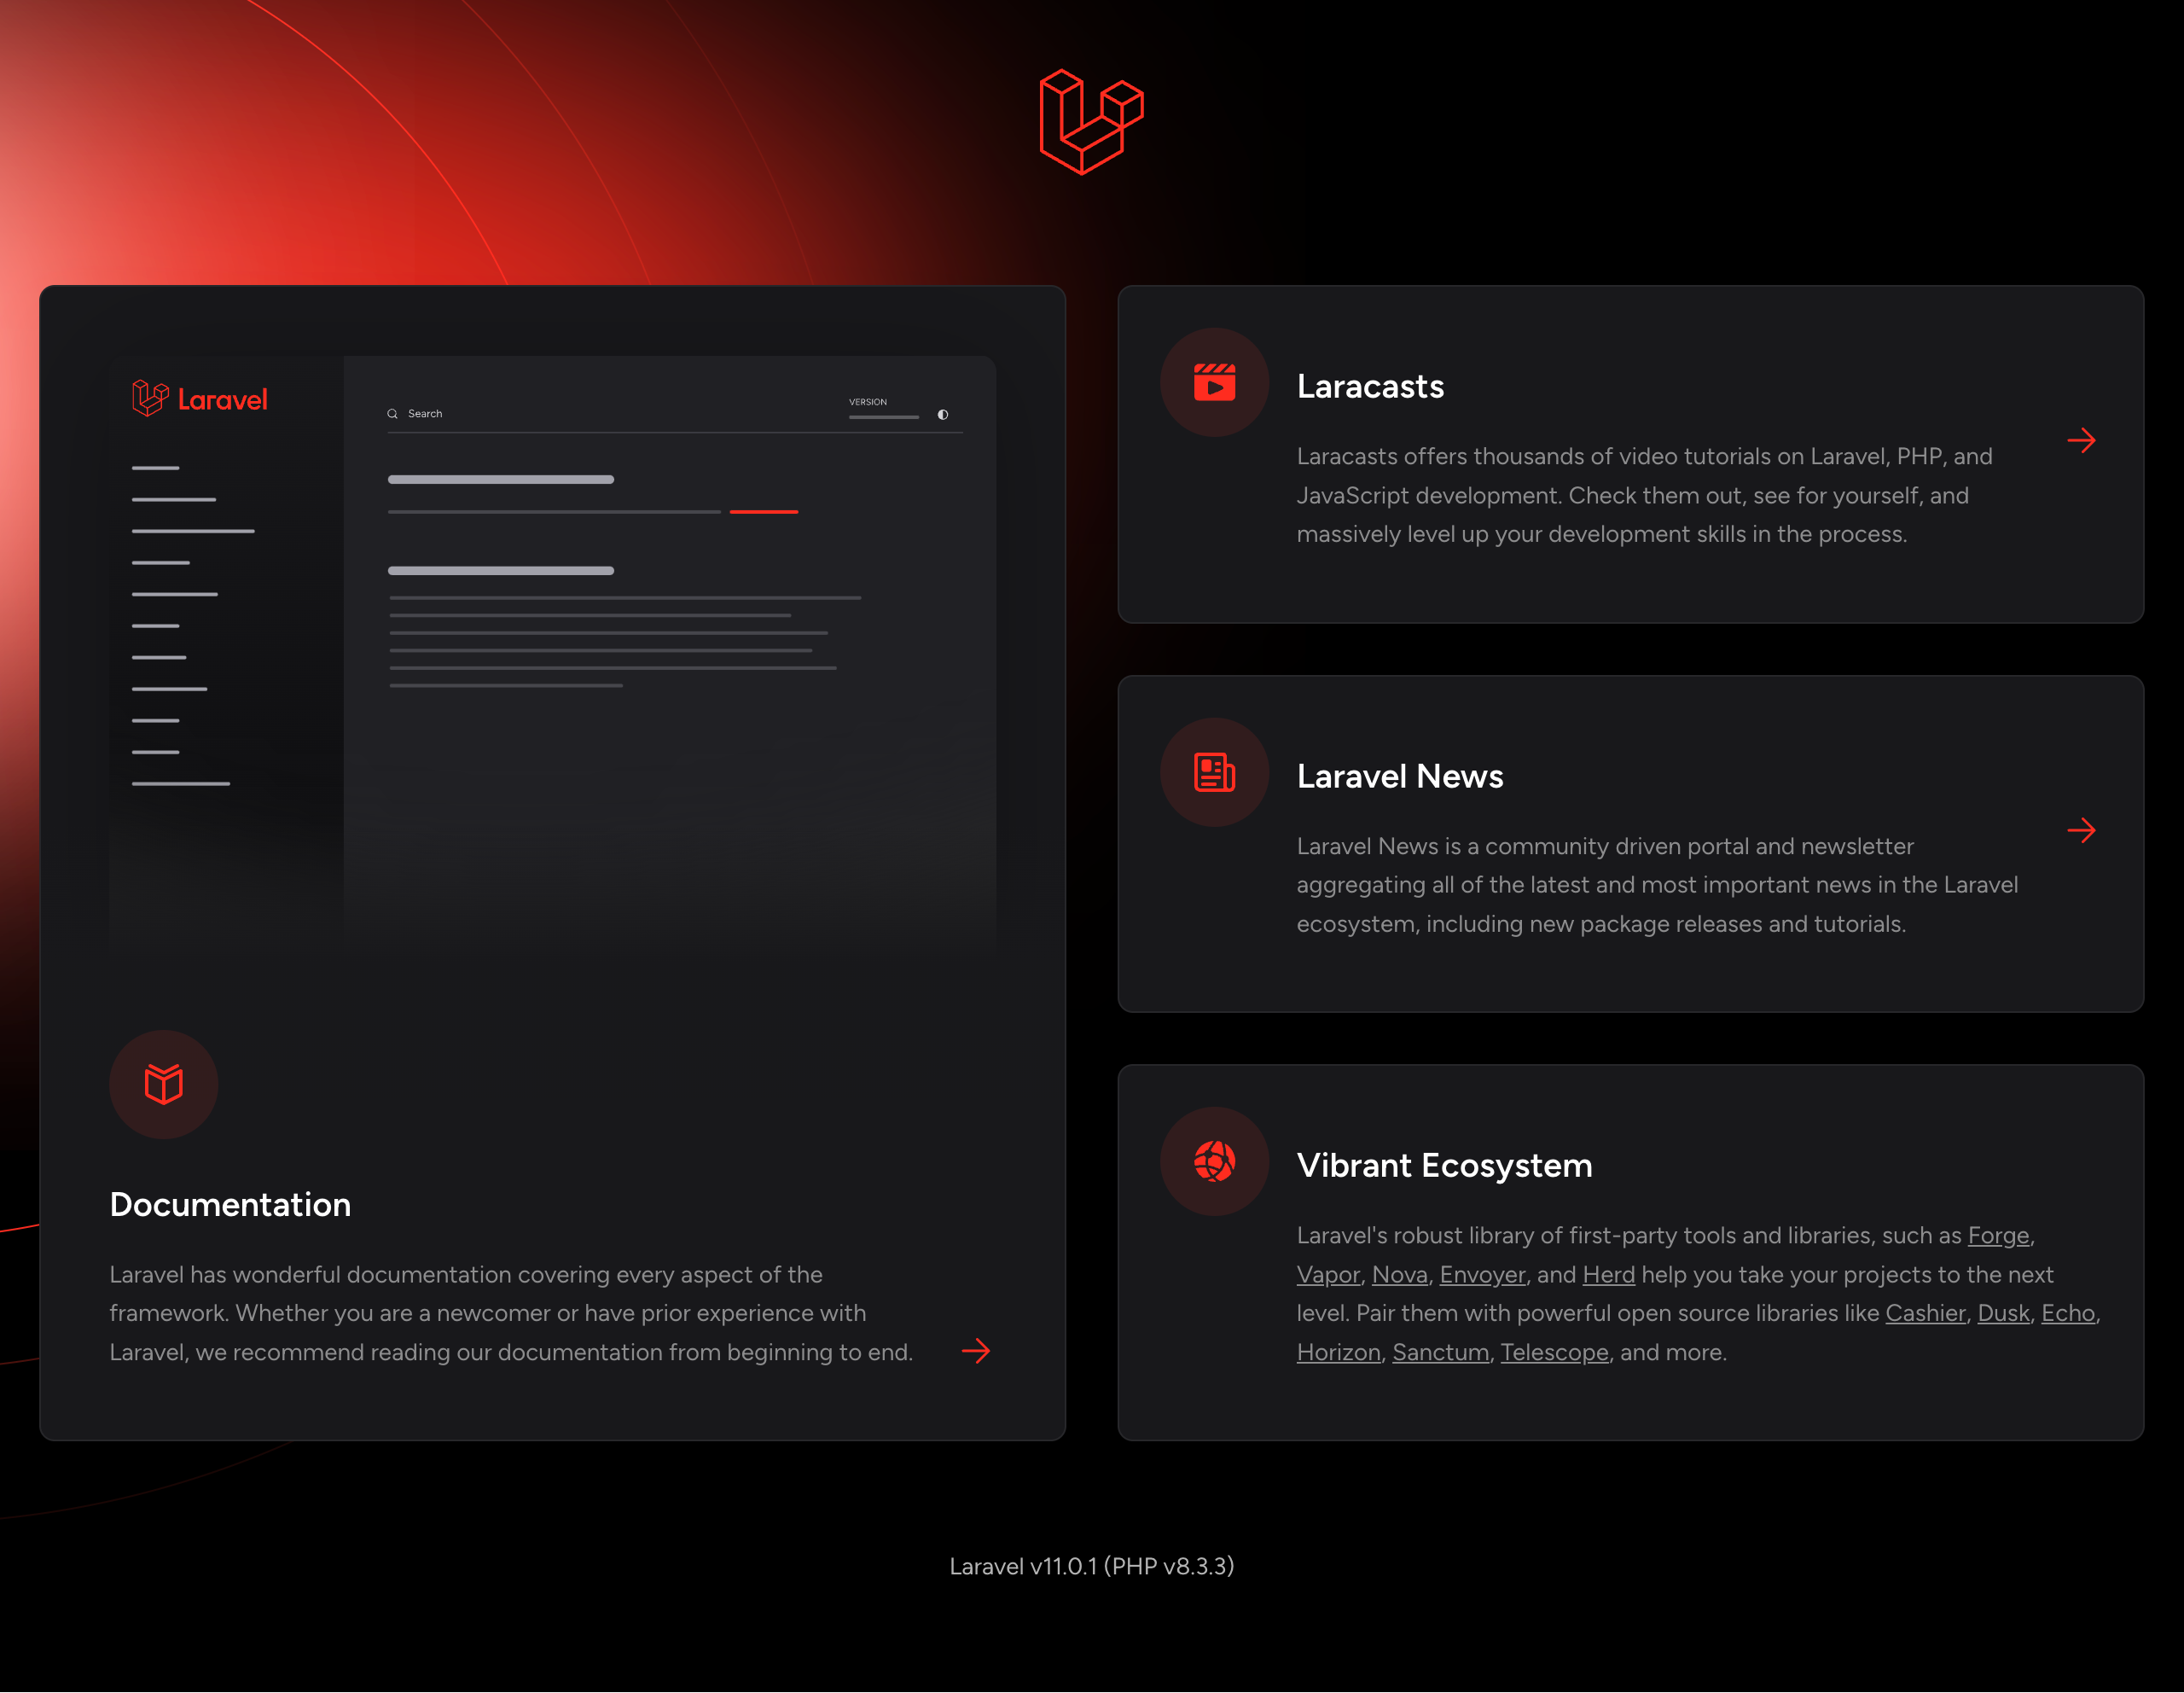 Laravel
Search
VERSION
Documentation
Laravel has wonderful documentation covering every aspect of the
framework. Whether you are a newcomer or have prior experience with
Laravel, we recommend reading our documentation from beginning to end.
Laracasts
Laracasts offers thousands of video tutorials on Laravel, PHP, and
JavaScript development. Check them out, see for yourself, and
massively level up your development skills in the process.
Laravel News
Laravel News is a community driven portal and newsletter
aggregating all of the latest and most important news in the Laravel
ecosystem, including new package releases and tutorials.
Vibrant Ecosystem
Laravel's robust library of first-party tools and libraries, such as Forge,
Vapor, Nova, Envoyer, and Herd help you take your projects to the next
level. Pair them with powerful open source libraries like Cashier, Dusk, Echo,
Horizon, Sanctum, Telescope, and more.
Laravel v11.0.1 (PHP v8.3.3)